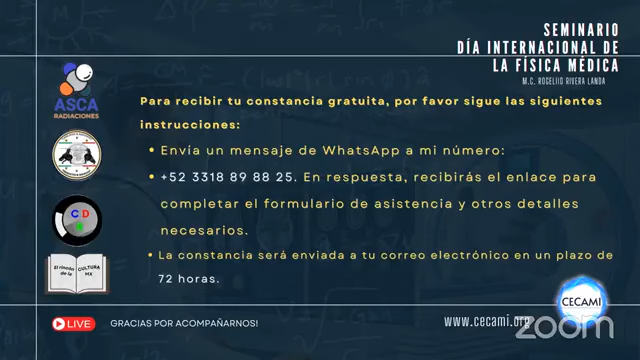 SEMINARIO
DÍA INTERNACIONAL DE
LA FÍSICA MÉDICA
M.C. ROGELIIO RIVERA LANDA
ASCA
RADIACIONES
Para recibir tu constancia gratuita, por favor sigue las siguientes
instrucciones:
• Envía un mensaje de WhatsApp a mi número:
• +52 3318 89 88 25. En respuesta, recibirás el enlace para
completar el formulario de asistencia y otros detalles
necesarios.
• La constancia será enviada a tu correo electrónico en un plazo de
72 horas.
C D
El rincón
de la
CULTURA
MX
CECAMI
LIVE
GRACIAS POR ACOMPAÑARNOS!
www.cecami.org
zoom